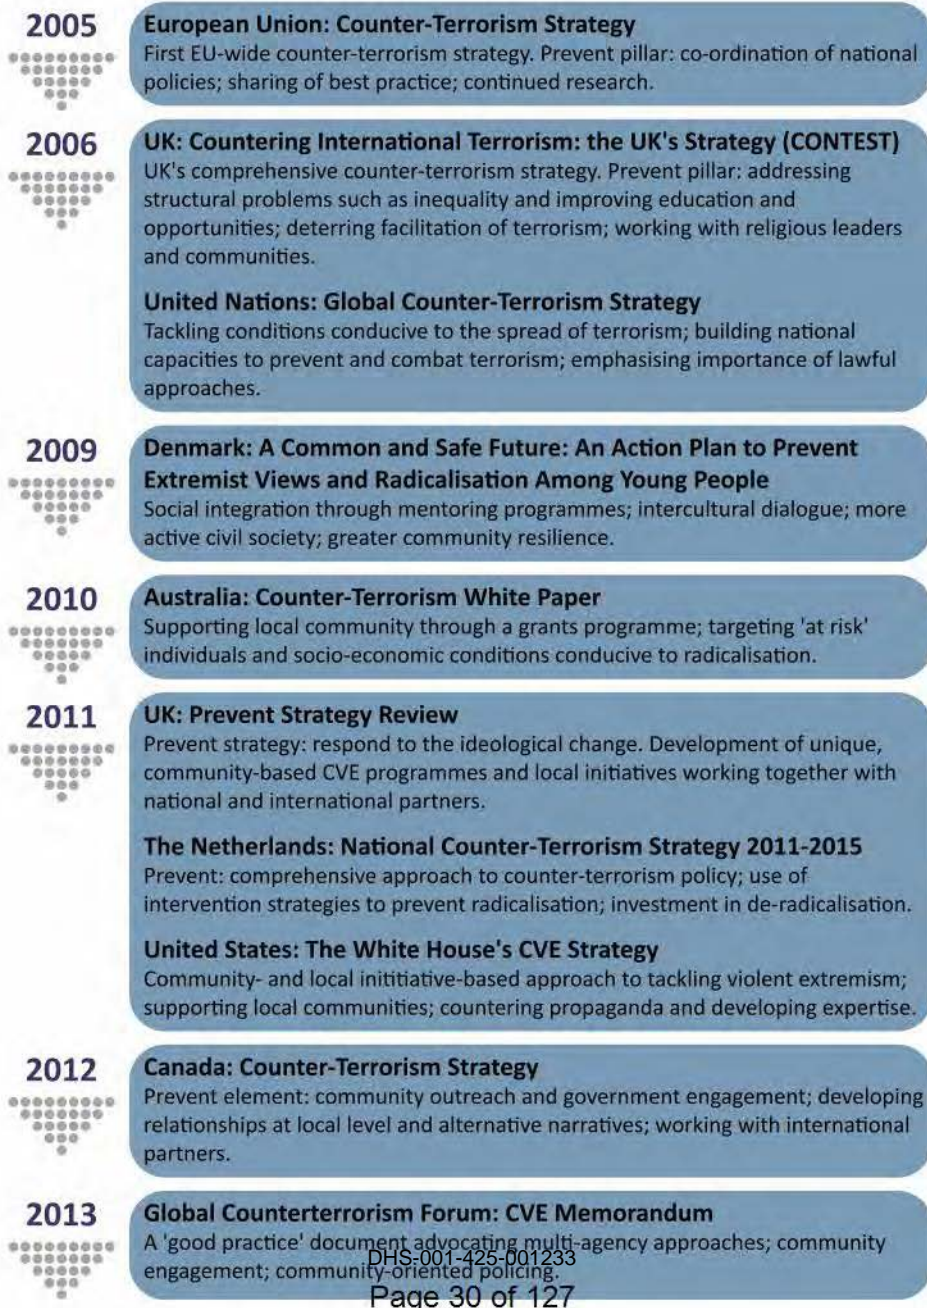 2005
European Union: Counter-Terrorism Strategy
First EU-wide counter-terrorism strategy. Prevent pillar: co-ordination of national
policies; sharing of best practice; continued research.
2006
UK: Countering International Terrorism: the UK's Strategy (CONTEST)
UK's comprehensive counter-terrorism strategy. Prevent pillar: addressing
structural problems such as inequality and improving education and
opportunities; deterring facilitation of terrorism; working with religious leaders
and communities.
United Nations: Global Counter-Terrorism Strategy
Tackling conditions conducive to the spread of terrorism; building national
capacities to prevent and combat terrorism; emphasising importance of lawful
approaches.
2009
Denmark: A Common and Safe Future: An Action Plan to Prevent
Extremist Views and Radicalisation Among Young People
Social integration through mentoring programmes; intercultural dialogue; more
active civil society; greater community resilience.
2010
Australia: Counter-Terrorism White Paper
Supporting local community through a grants programme; targeting 'at risk'
individuals and socio-economic conditions conducive to radicalisation.
2011
UK: Prevent Strategy Review
Prevent strategy: respond to the ideological change. Development of unique,
community-based CVE programmes and local initiatives working together with
national and international partners.
The Netherlands: National Counter-Terrorism Strategy 2011-2015
Prevent: comprehensive approach to counter-terrorism policy; use of
intervention strategies to prevent radicalisation; investment in de-radicalisation.
United States: The White House's CVE Strategy
Community- and local inititiative-based approach to tackling violent extremism;
supporting local communities; countering propaganda and developing expertise.
2012
Canada: Counter-Terrorism Strategy
Prevent element: community outreach and government engagement; developing
relationships at local level and alternative narratives; working with international
partners.
2013
Global Counterterrorism Forum: CVE Memorandum
A 'good practice' document advocating multi-agency approaches; community
engagement; community-oriented policing.
DHS-001-425-001233
Page 30 of 127